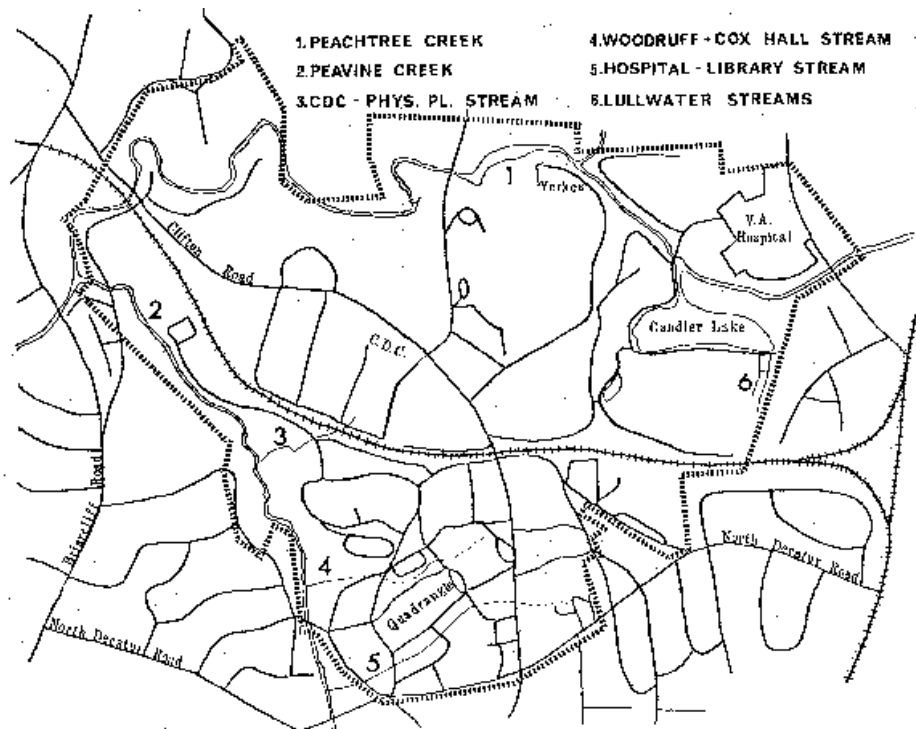 1.PEACHTREE CREEK
2.PEAVINE CREEK
3.CDC - PHYS. PL. STREAM
4.WOODRUFF-COX HALL STREAM
5.HOSPITAL - LIBRARY STREAM
6.LULLWATER STREAMS
1
Yerkes
V.A.
Hospital
Clifton
Road
2
Candler Lake
C.D.C.
6
3
Briarcliff Road
4
North Decatur Road
Quadrangle
North Decatur Road
5